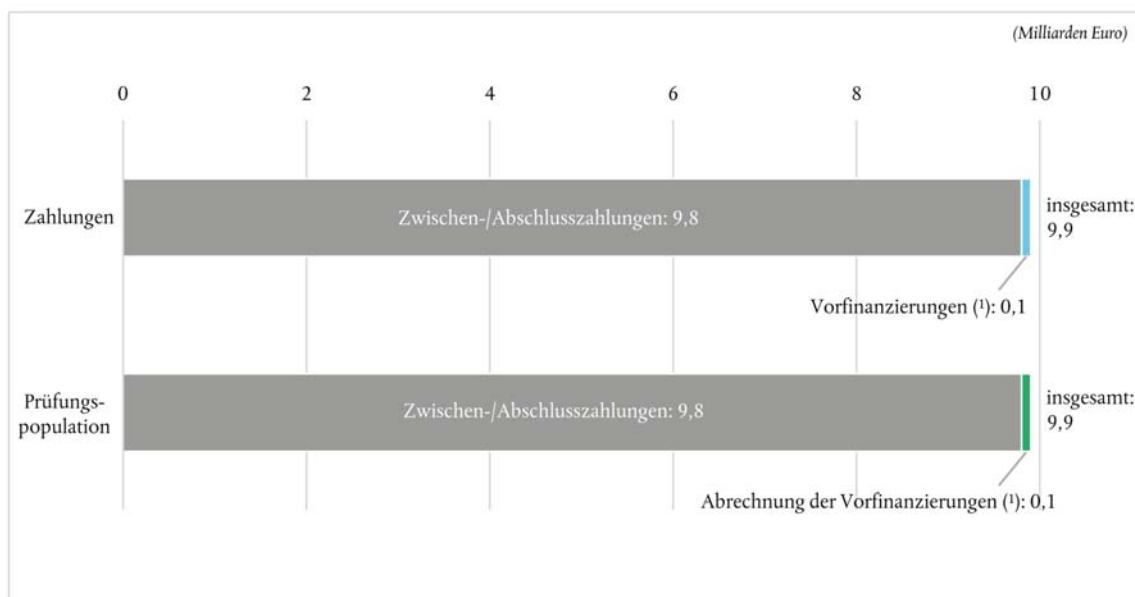 (Milliarden Euro)
0 2 4 6 8 10
Zahlungen
Zwischen-/Abschlusszahlungen: 9,8
insgesamt:
9,9
Vorfinanzierungen (¹): 0,1
Prüfungs-
population
Zwischen-/Abschlusszahlungen: 9,8
insgesamt:
9,9
Abrechnung der Vorfinanzierungen (¹): 0,1